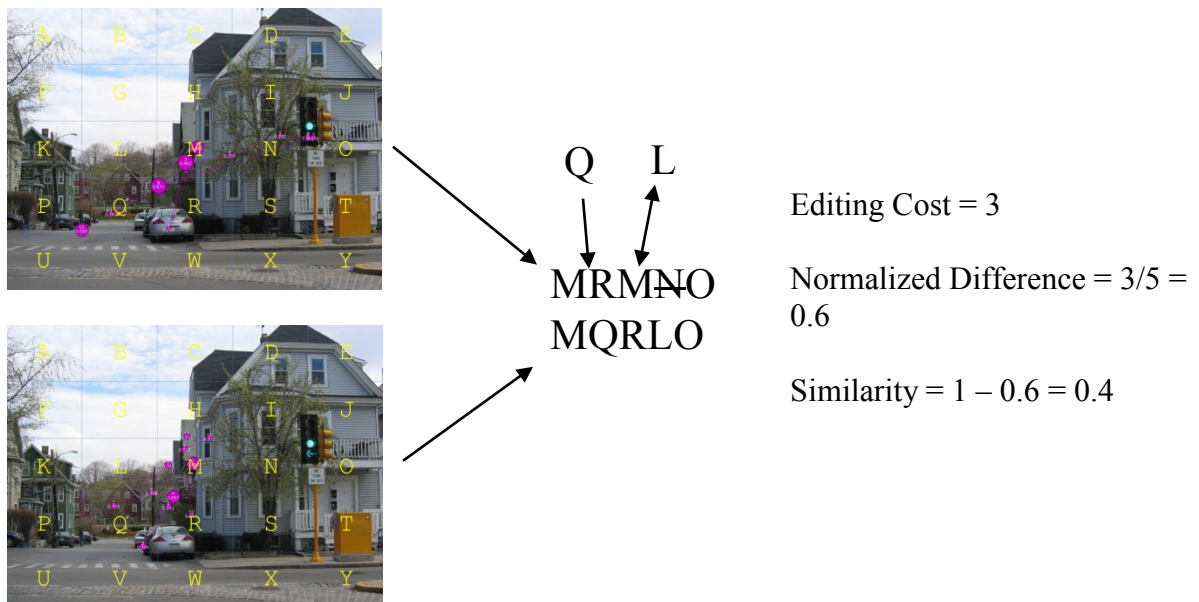 A B C D E
F G H I J
K L M N O
P Q R S T
U V W X Y
Q L
MRMNO
MQRLO
Editing Cost = 3
Normalized Difference = 3/5 =
0.6
Similarity = 1 – 0.6 = 0.4
A B C D E
F G H I J
K L M N O
P Q R S T
U V W X Y